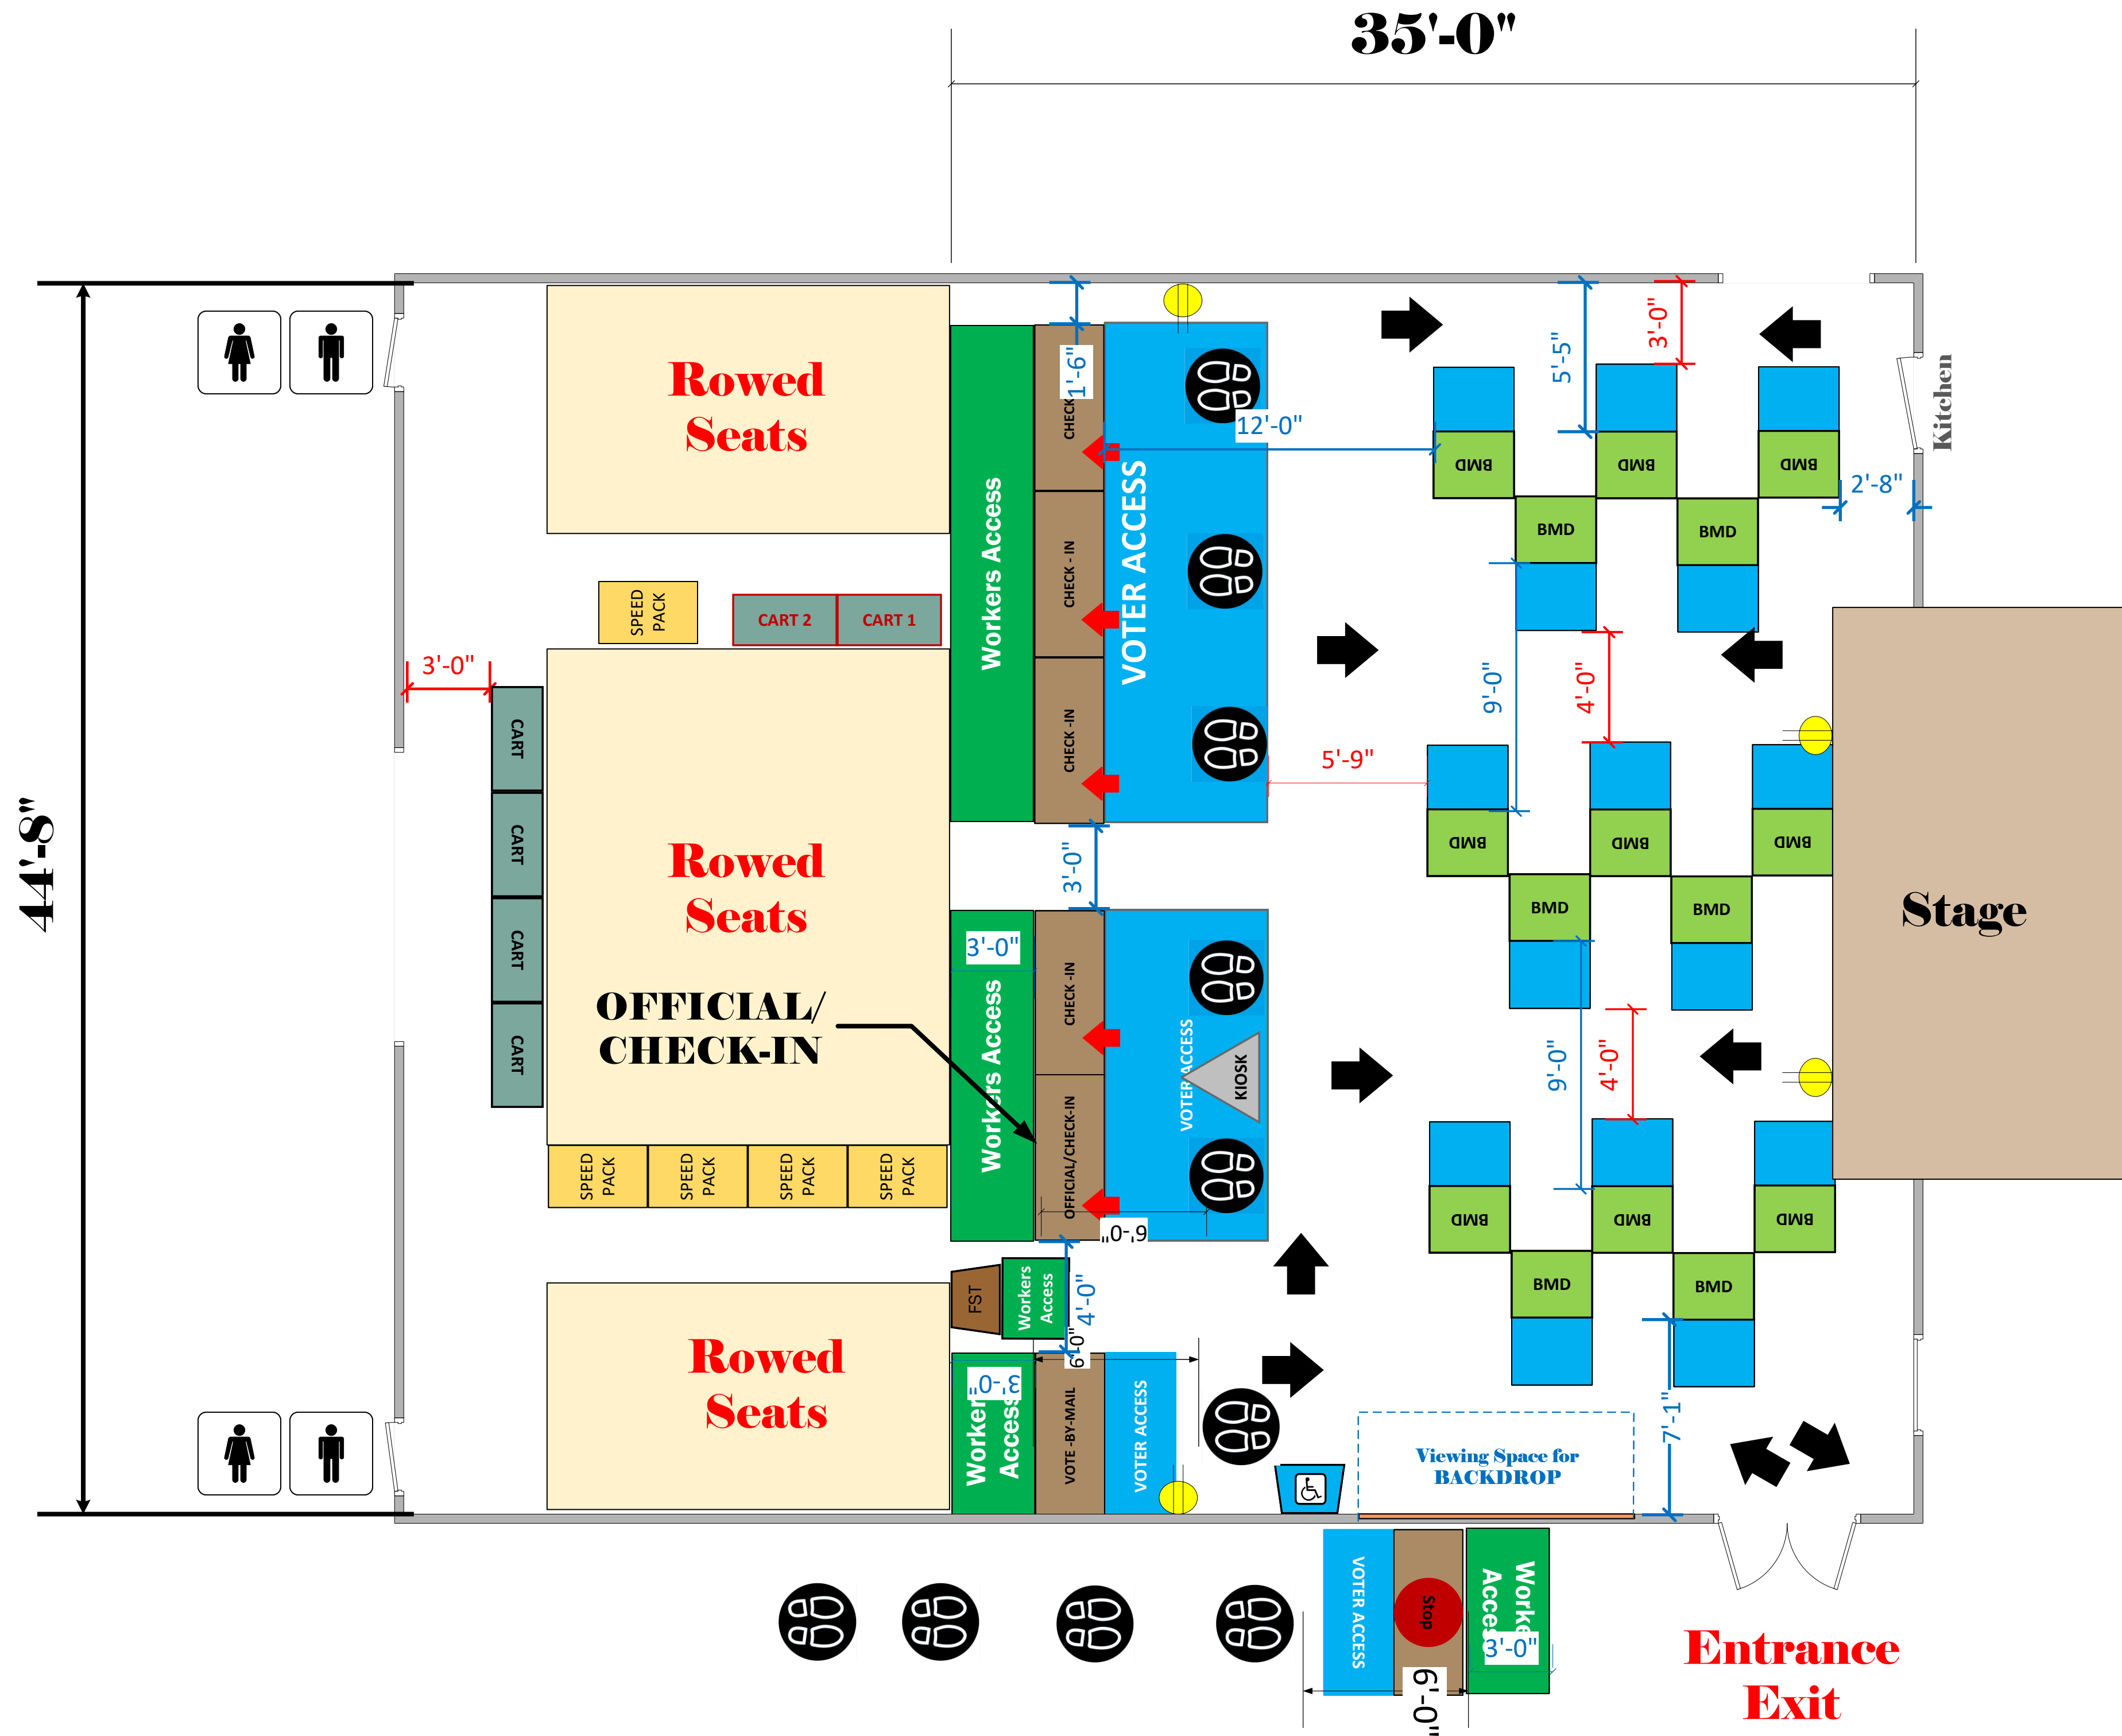 35'-0"
44'-8"
Rowed
Seats
Workers Access
CHECK
1'-6"
CHECK - IN
CHECK -IN
VOTER ACCESS
12'-0"
5'-5"
3'-0"
Kitchen
BMD
BMD
BMD
2'-8"
BMD
BMD
SPEED
PACK
CART 2
CART 1
3'-0"
9'-0"
4'-0"
5'-9"
CART
CART
CART
CART
Rowed
Seats
3'-0"
BMD
BMD
BMD
BMD
BMD
Stage
OFFICIAL/
CHECK-IN
3'-0"
Workers Access
CHECK -IN
OFFICIAL/CHECK-IN
VOTER ACCESS
KIOSK
6'-0"
9'-0"
4'-0"
SPEED
PACK
SPEED
PACK
SPEED
PACK
SPEED
PACK
BMD
BMD
BMD
BMD
BMD
FST
Workers
Access
4'-0"
6'-0"
Rowed
Seats
3'-0"
Worker
Access
VOTE -BY-MAIL
VOTER ACCESS
Viewing Space for
BACKDROP
7'-1"
VOTER ACCESS
Stop
Worke
Acces
3'-0"
6'-0"
Entrance
Exit